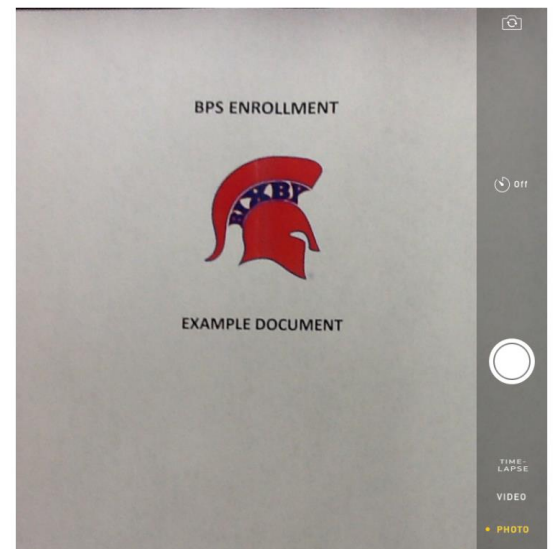 BPS ENROLLMENT
BIXBY
EXAMPLE DOCUMENT
Off
TIME-
LAPSE
VIDEO
PHOTO